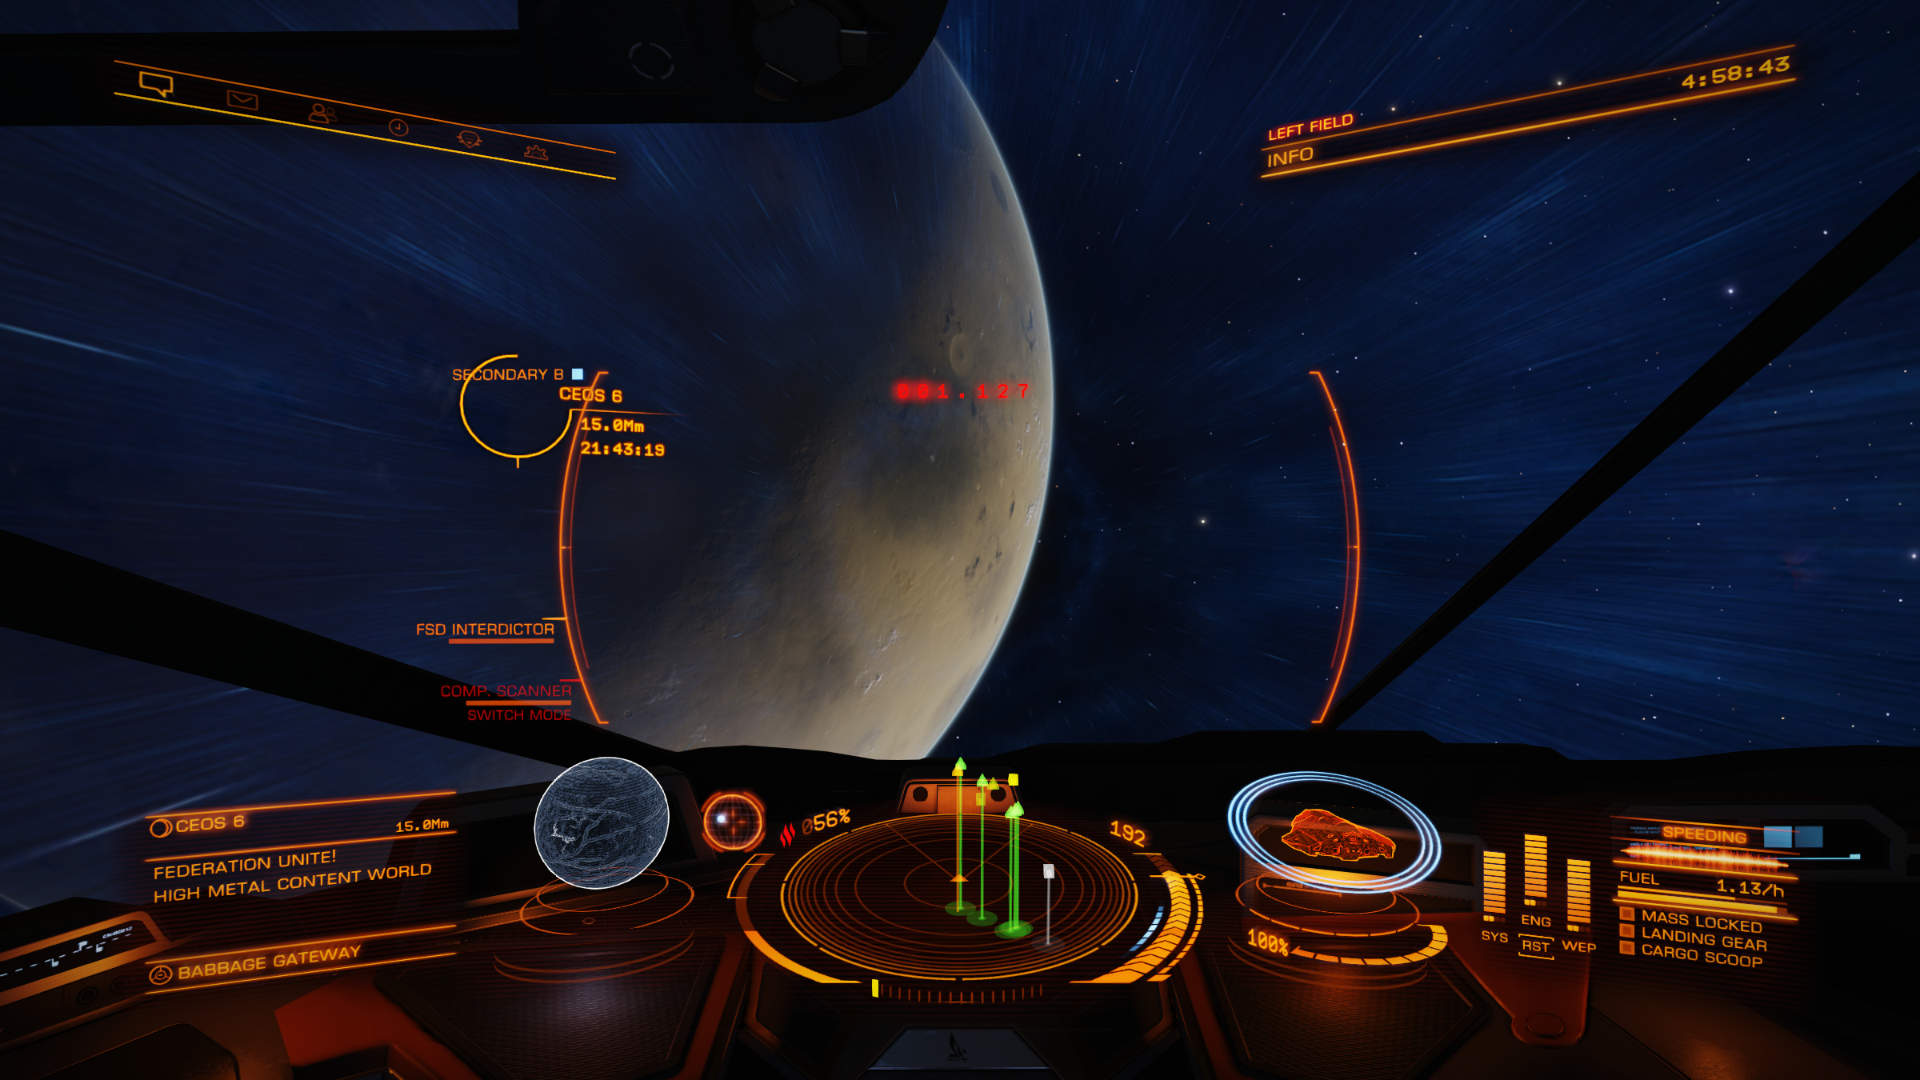 4:58:43
LEFT FIELD
INFO
SECONDARY B
CEOS 6
15.0Mm
21:43:19
FSD INTERDICTOR
COMP. SCANNER
SWITCH MODE
CEOS 6
15.0Mm
FEDERATION UNITE!
HIGH METAL CONTENT WORLD
BABBAGE GATEWAY
056%
192
100%
SYS
ENG
RST
WEP
SPEEDING
FUEL
1.13/h
MASS LOCKED
LANDING GEAR
CARGO SCOOP